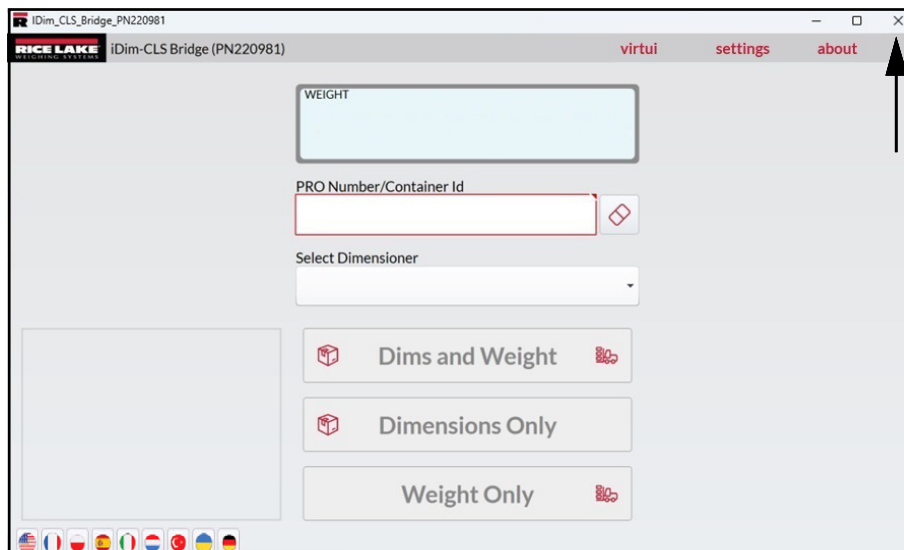 IDim_CLS_Bridge_PN220981
RICE LAKE
WEIGHING SYSTEMS
iDim-CLS Bridge (PN220981)
virtui
settings
about
WEIGHT
PRO Number/Container Id
Select Dimensioner
Dims and Weight
Dimensions Only
Weight Only